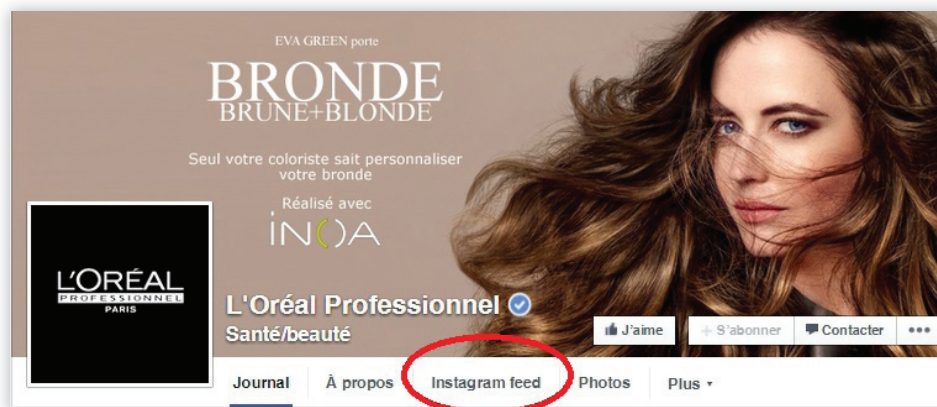 EVA GREEN porte
BRONDE
BRUNE+BLONDE
Seul votre coloriste sait personnaliser
votre bronde
Réalisé avec
iNOA
L'ORÉAL
PROFESSIONNEL
PARIS
L'Oréal Professionnel
Santé/beauté
J'aime
+ S'abonner
Contacter
Journal
À propos
Instagram feed
Photos
Plus